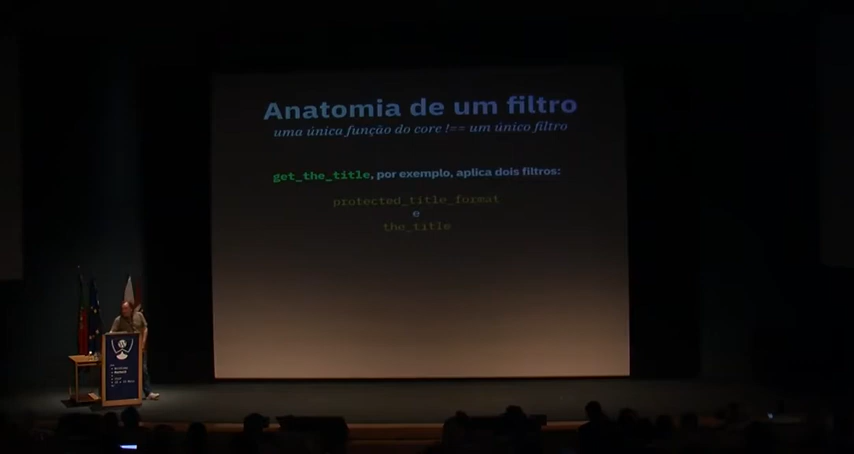 Anatomia de um filtro
uma única função do core !== um único filtro
get_the_title, por exemplo, aplica dois filtros:
protected_title_format
e
the_title